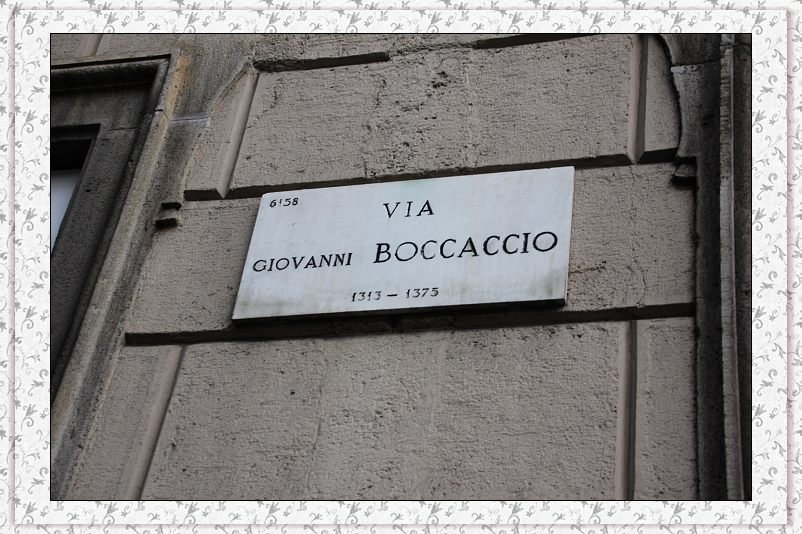 6158
VIA
GIOVANNI BOCCACCIO
1313 – 1375